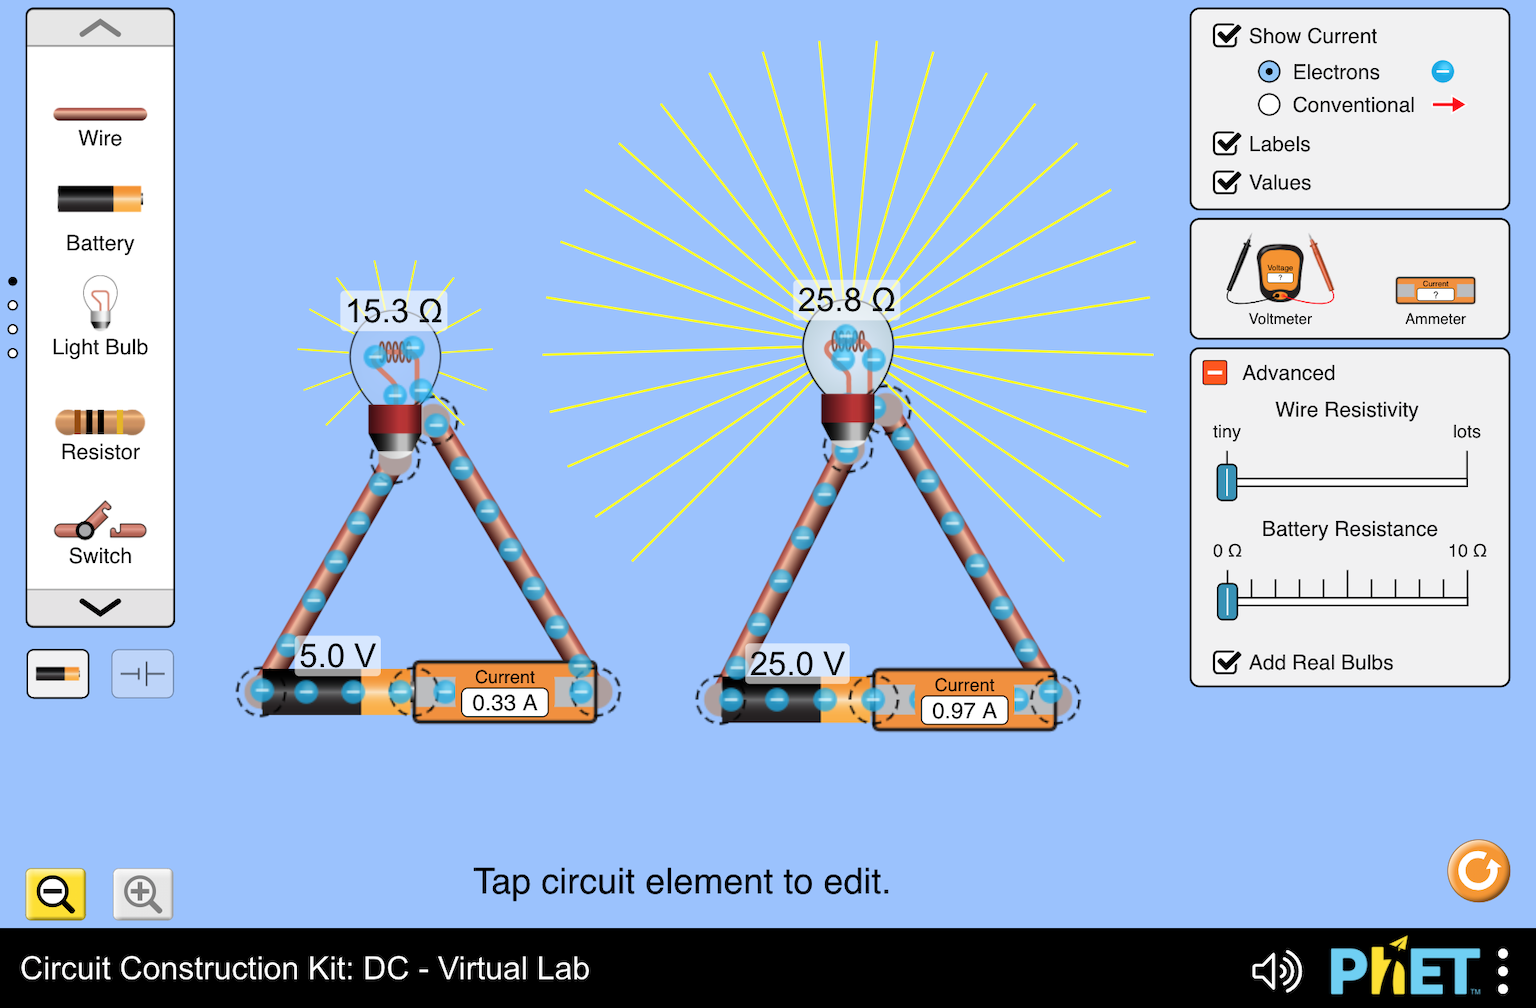 Wire
Battery
Light Bulb
Resistor
Switch
15.3 Ω
25.8 Ω
5.0 V
Current
0.33 A
25.0 V
Current
0.97 A
Show Current
Electrons
Conventional
Labels
Values
Voltage
?
Voltmeter
Current
?
Ammeter
Advanced
Wire Resistivity
tiny
lots
Battery Resistance
0 Ω
10 Ω
Add Real Bulbs
Tap circuit element to edit.
Circuit Construction Kit: DC - Virtual Lab
PhET™